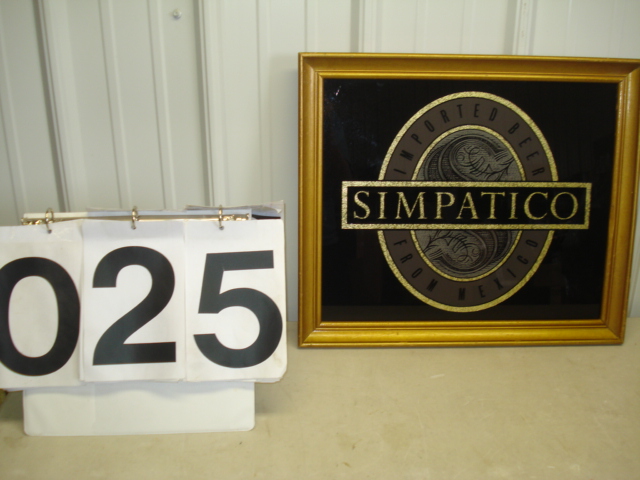 025
IMPORTED BEER
SIMPATICO
FROM MEXICO